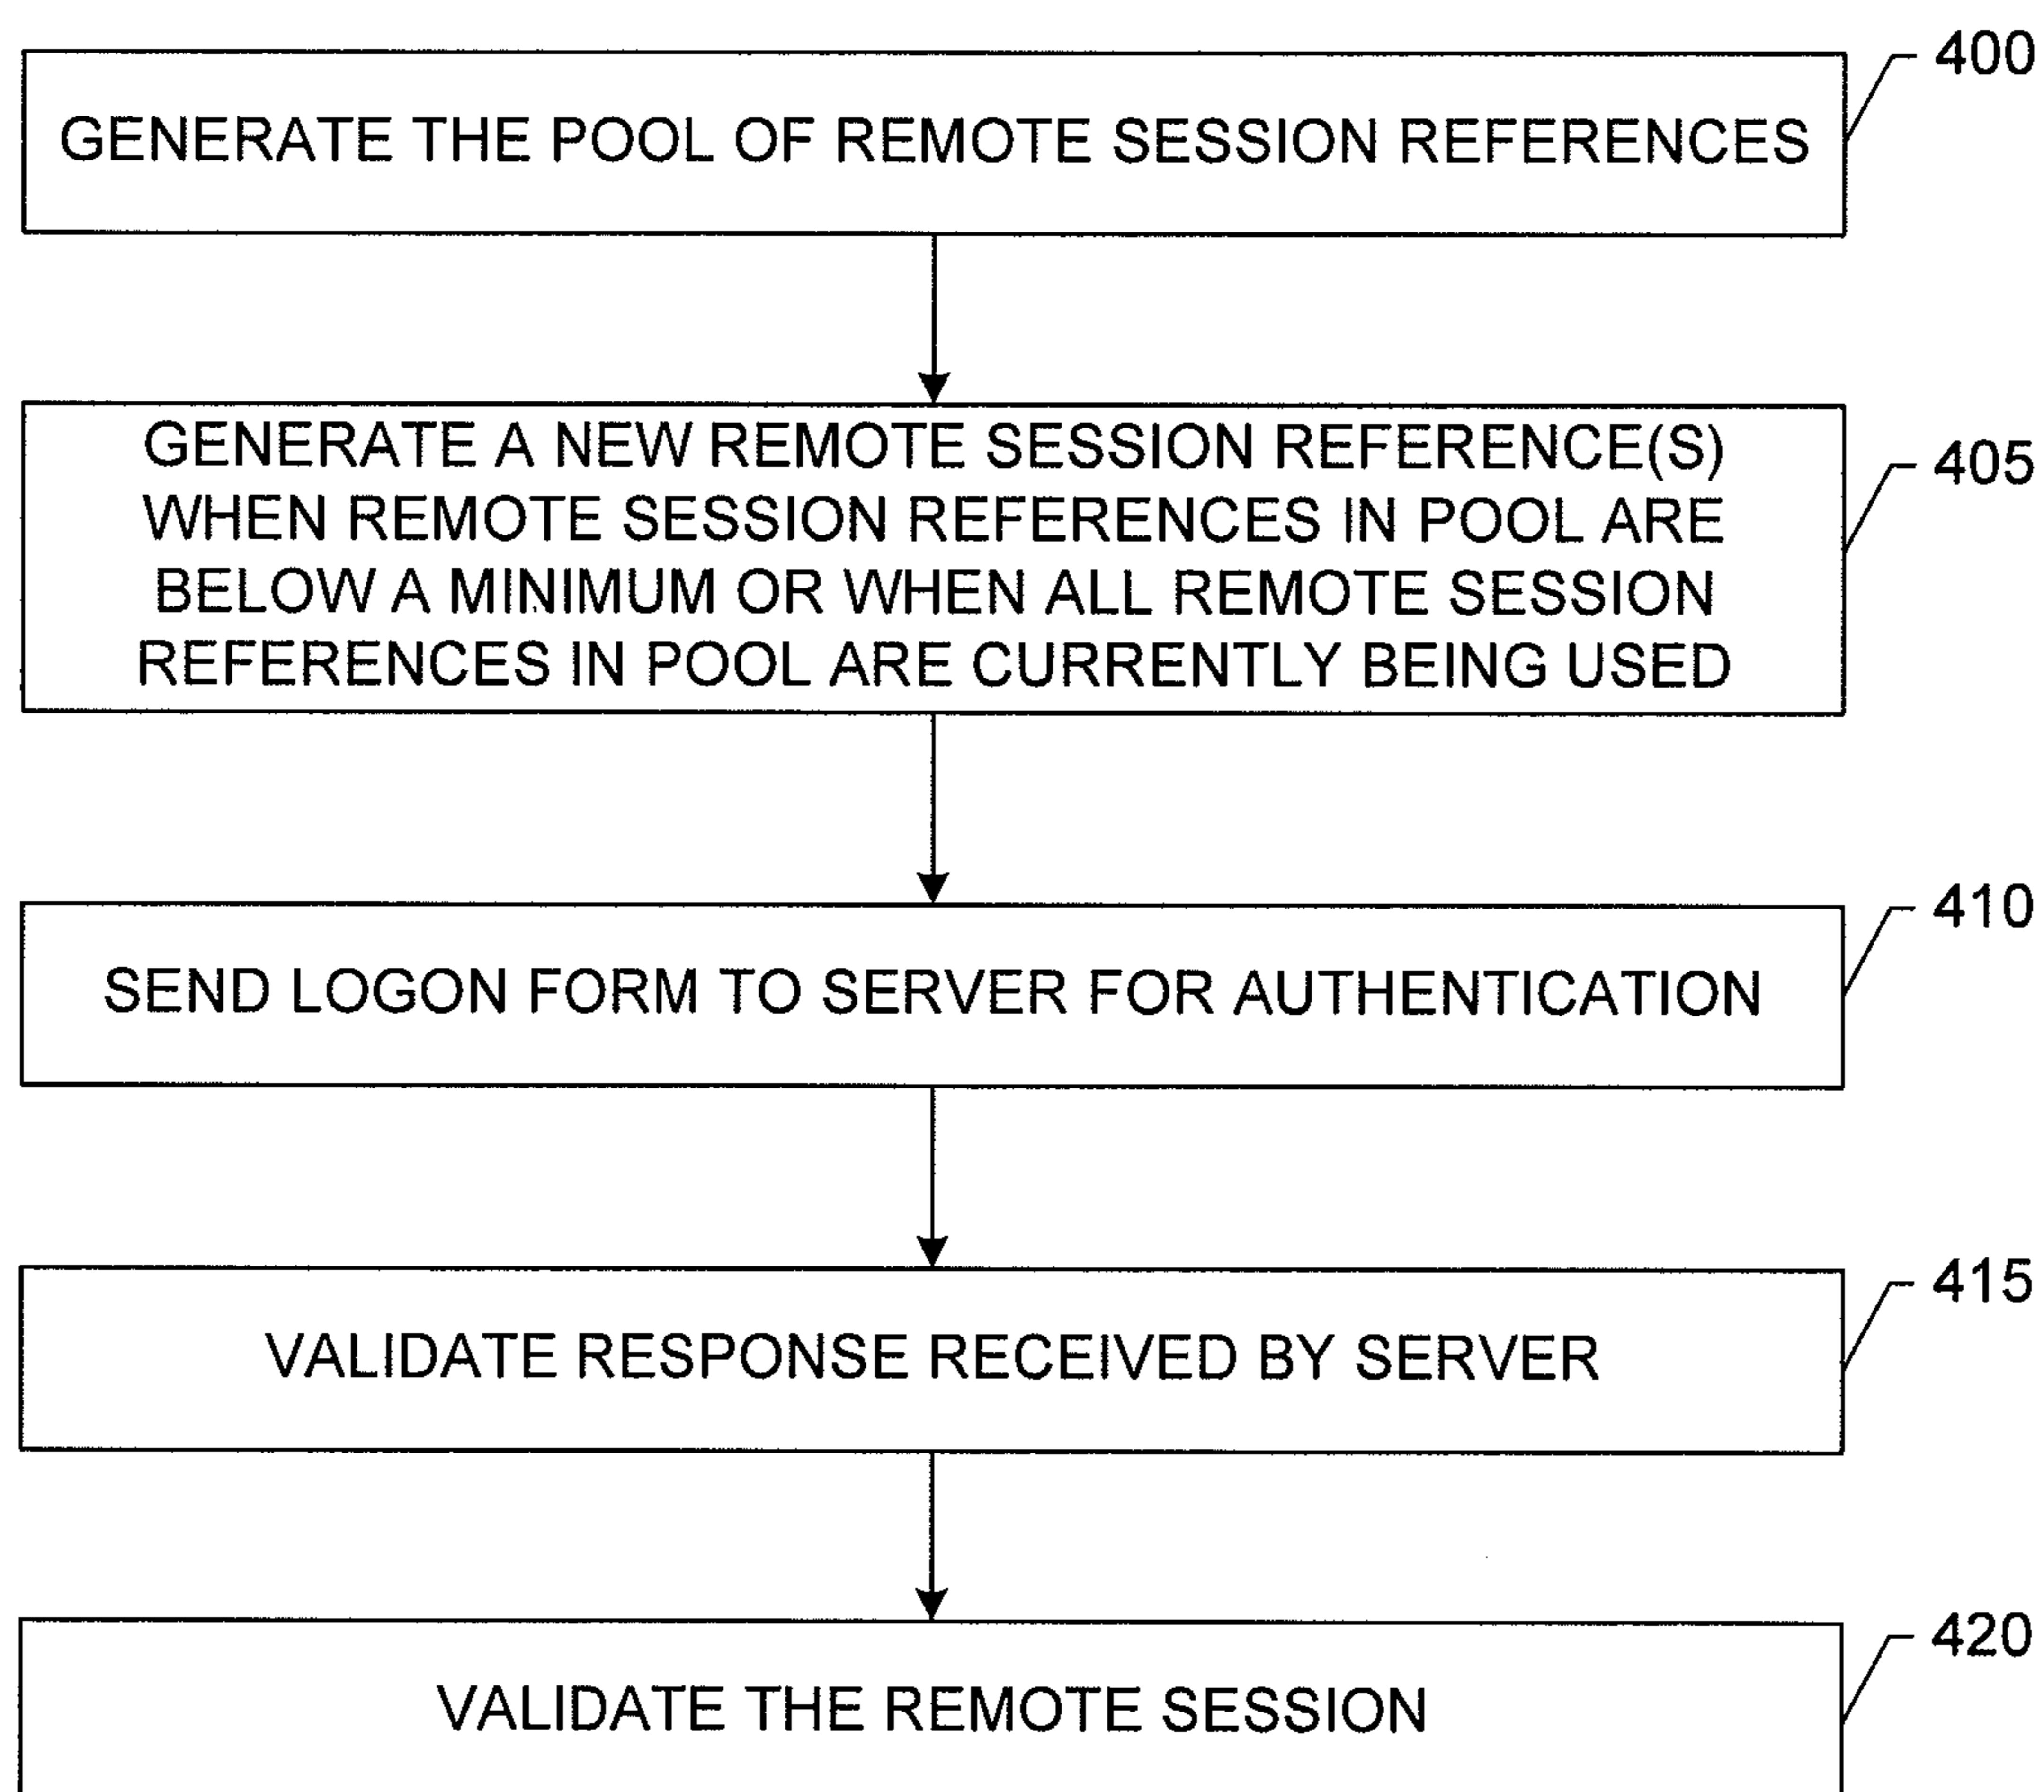 400
GENERATE THE POOL OF REMOTE SESSION REFERENCES
405
GENERATE A NEW REMOTE SESSION REFERENCE(S)
WHEN REMOTE SESSION REFERENCES IN POOL ARE
BELOW A MINIMUM OR WHEN ALL REMOTE SESSION
REFERENCES IN POOL ARE CURRENTLY BEING USED
410
SEND LOGON FORM TO SERVER FOR AUTHENTICATION
415
VALIDATE RESPONSE RECEIVED BY SERVER
420
VALIDATE THE REMOTE SESSION